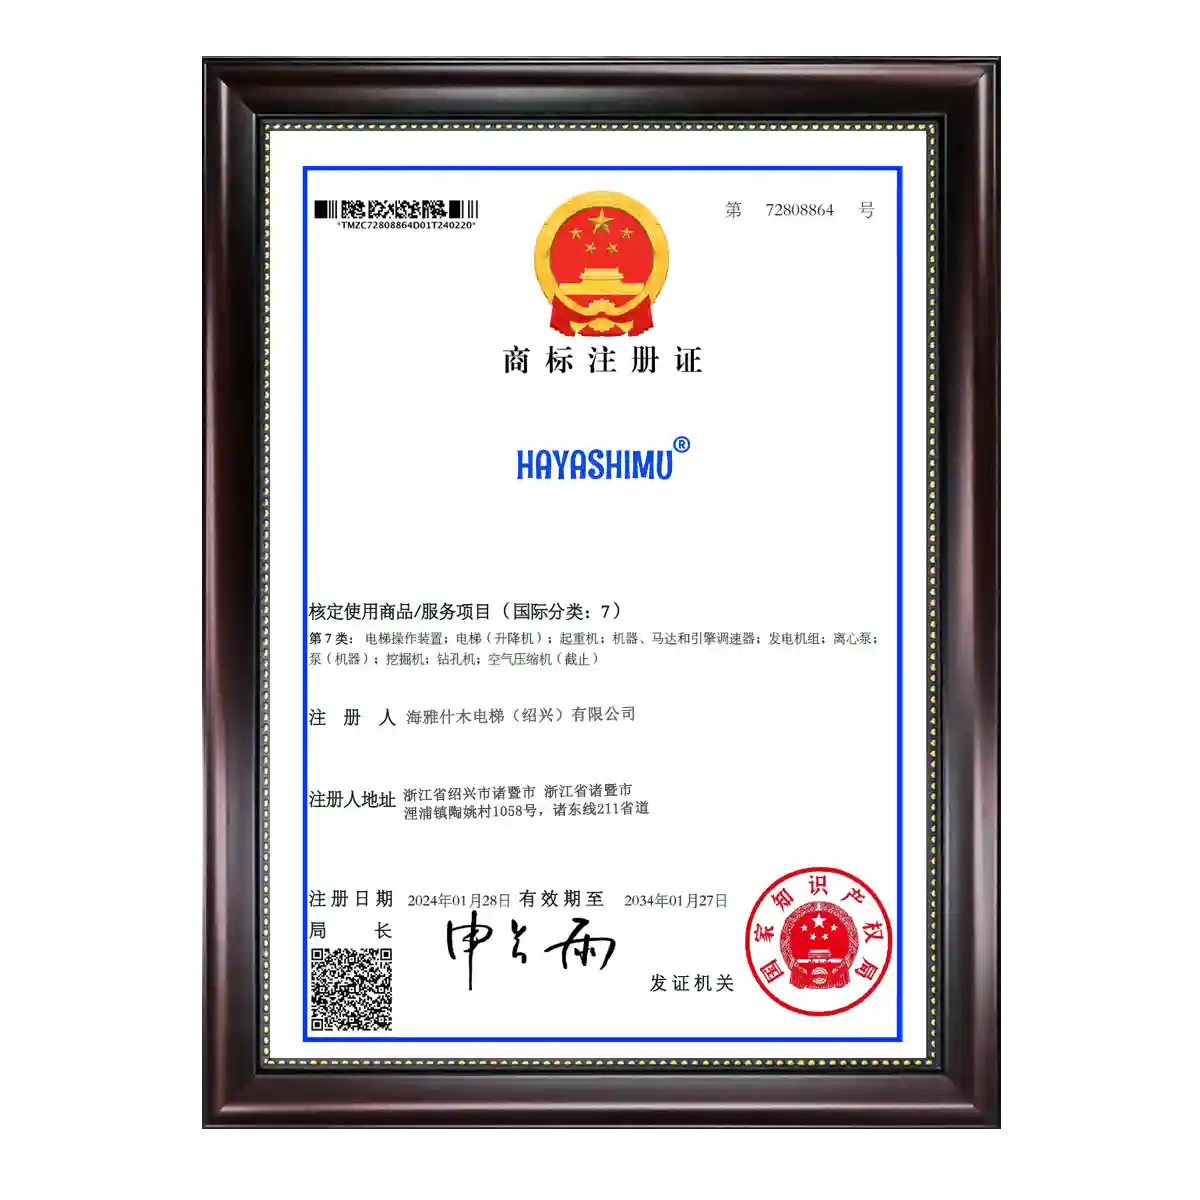 第 72808864 号
*TMZC72808864D01T240220*
商标注册证
HAYASHIMU®
核定使用商品/服务项目（国际分类：7）
第7类：电梯操作装置；电梯（升降机）；起重机；机器、马达和引擎调速器；发电机组；离心泵；
泵（机器）；挖掘机；钻孔机；空气压缩机（截止）
注册人 海雅什木电梯（绍兴）有限公司
注册人地址 浙江省绍兴市诸暨市 浙江省诸暨市
浬浦镇陶姚村1058号，诸东线211省道
注册日期 2024年01月28日 有效期至 2034年01月27日
局长 申长雨
发证机关
国家知识产权局